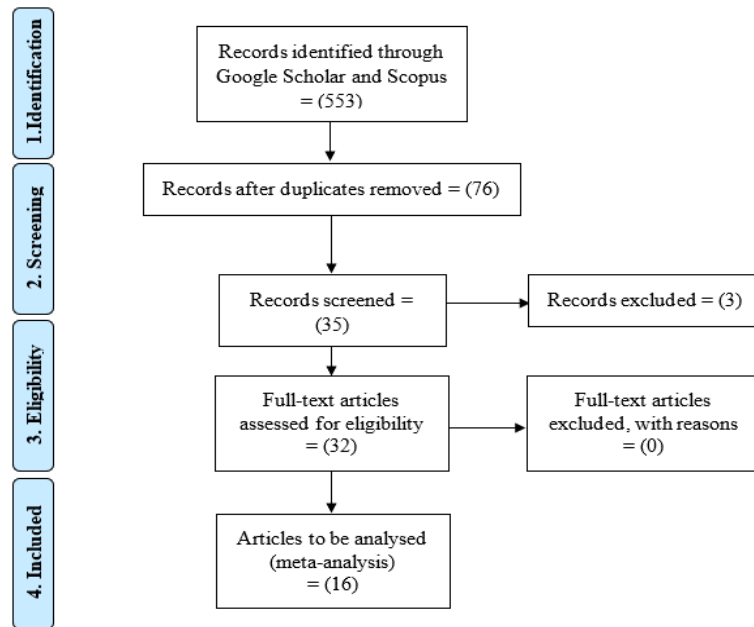 1.Identification
Records identified through
Google Scholar and Scopus
= (553)
Records after duplicates removed = (76)
2. Screening
Records screened =
(35)
Records excluded = (3)
3. Eligibility
Full-text articles
assessed for eligibility
= (32)
Full-text articles
excluded, with reasons
= (0)
4. Included
Articles to be analysed
(meta-analysis)
= (16)